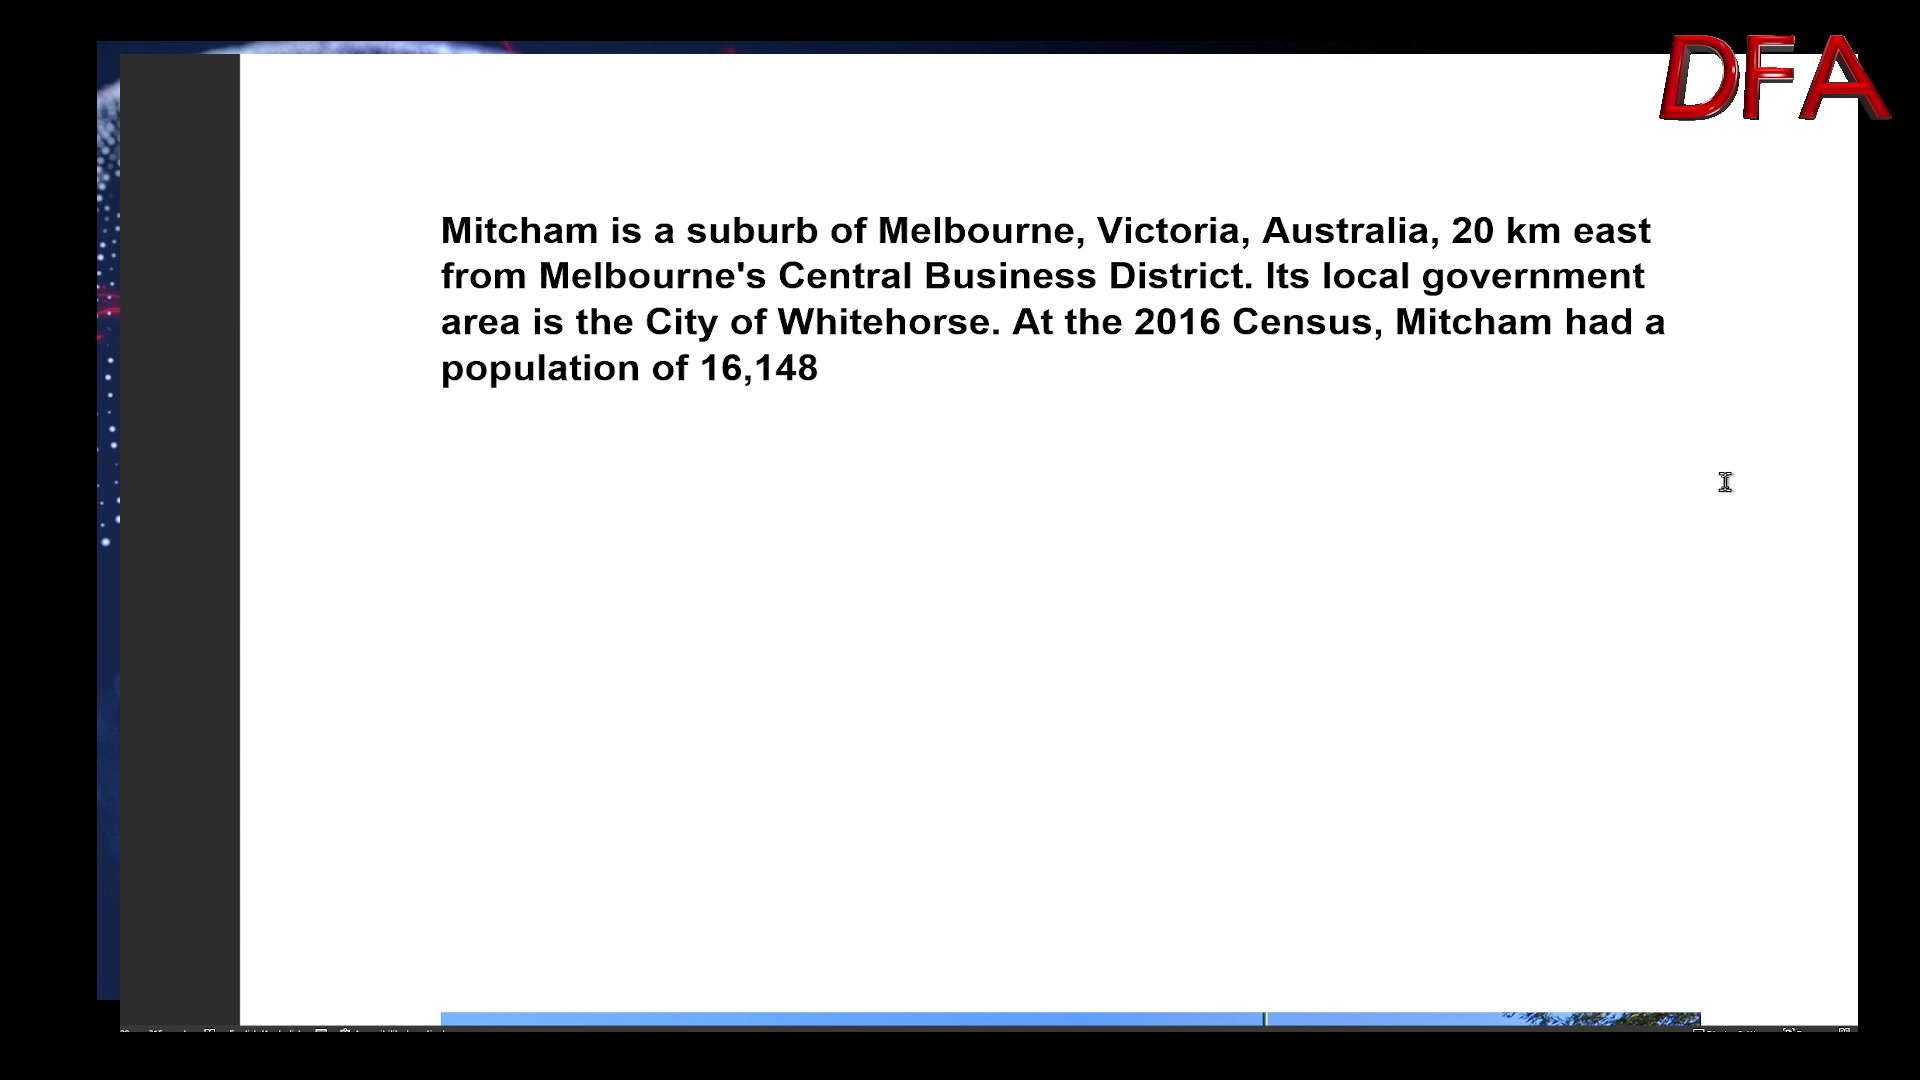 DFA
Mitcham is a suburb of Melbourne, Victoria, Australia, 20 km east
from Melbourne's Central Business District. Its local government
area is the City of Whitehorse. At the 2016 Census, Mitcham had a
population of 16,148